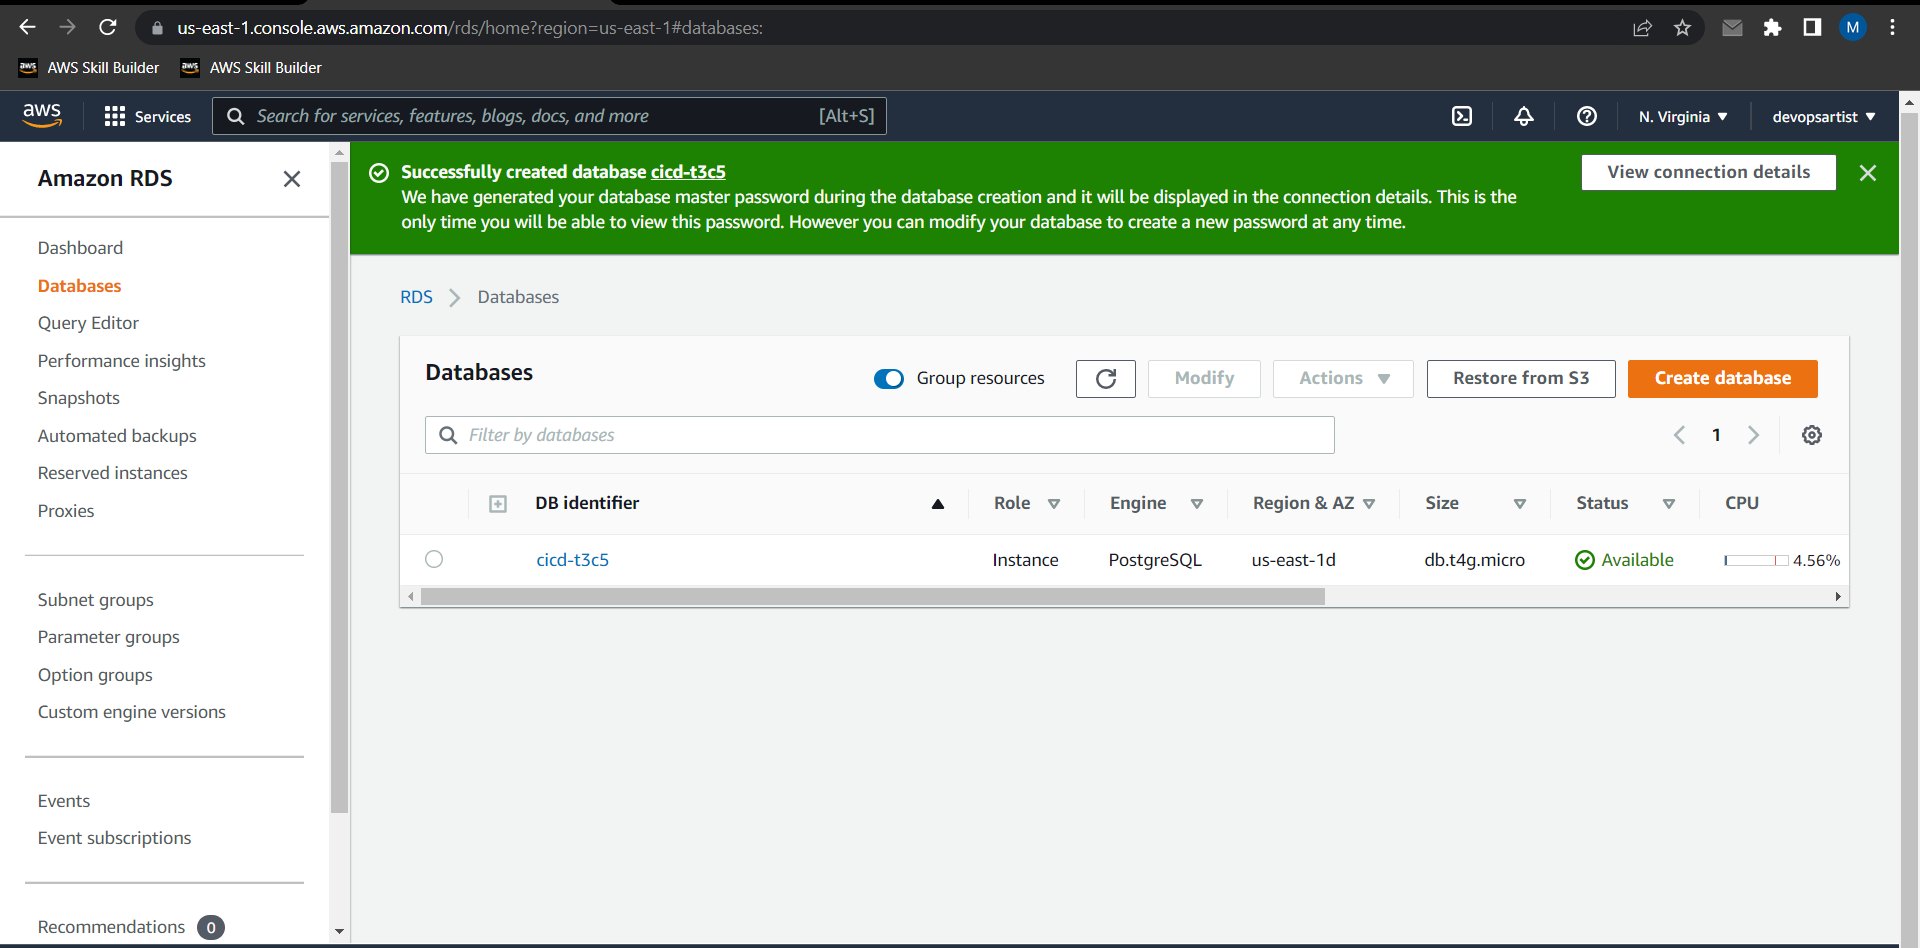 us-east-1.console.aws.amazon.com/rds/home?region=us-east-1#databases:
M
aws AWS Skill Builder aws AWS Skill Builder
aws Services Search for services, features, blogs, docs, and more [Alt+S] N. Virginia ▼ devopsartist ▼
Amazon RDS
Dashboard
Databases
Query Editor
Performance insights
Snapshots
Automated backups
Reserved instances
Proxies
Subnet groups
Parameter groups
Option groups
Custom engine versions
Events
Event subscriptions
Recommendations 0
Successfully created database cicd-t3c5
We have generated your database master password during the database creation and it will be displayed in the connection details. This is the
only time you will be able to view this password. However you can modify your database to create a new password at any time.
View connection details
RDS > Databases
Databases
Group resources Modify Actions ▼ Restore from S3 Create database
Filter by databases
1
DB identifier Role Engine Region & AZ Size Status CPU
cicd-t3c5 Instance PostgreSQL us-east-1d db.t4g.micro Available 4.56%